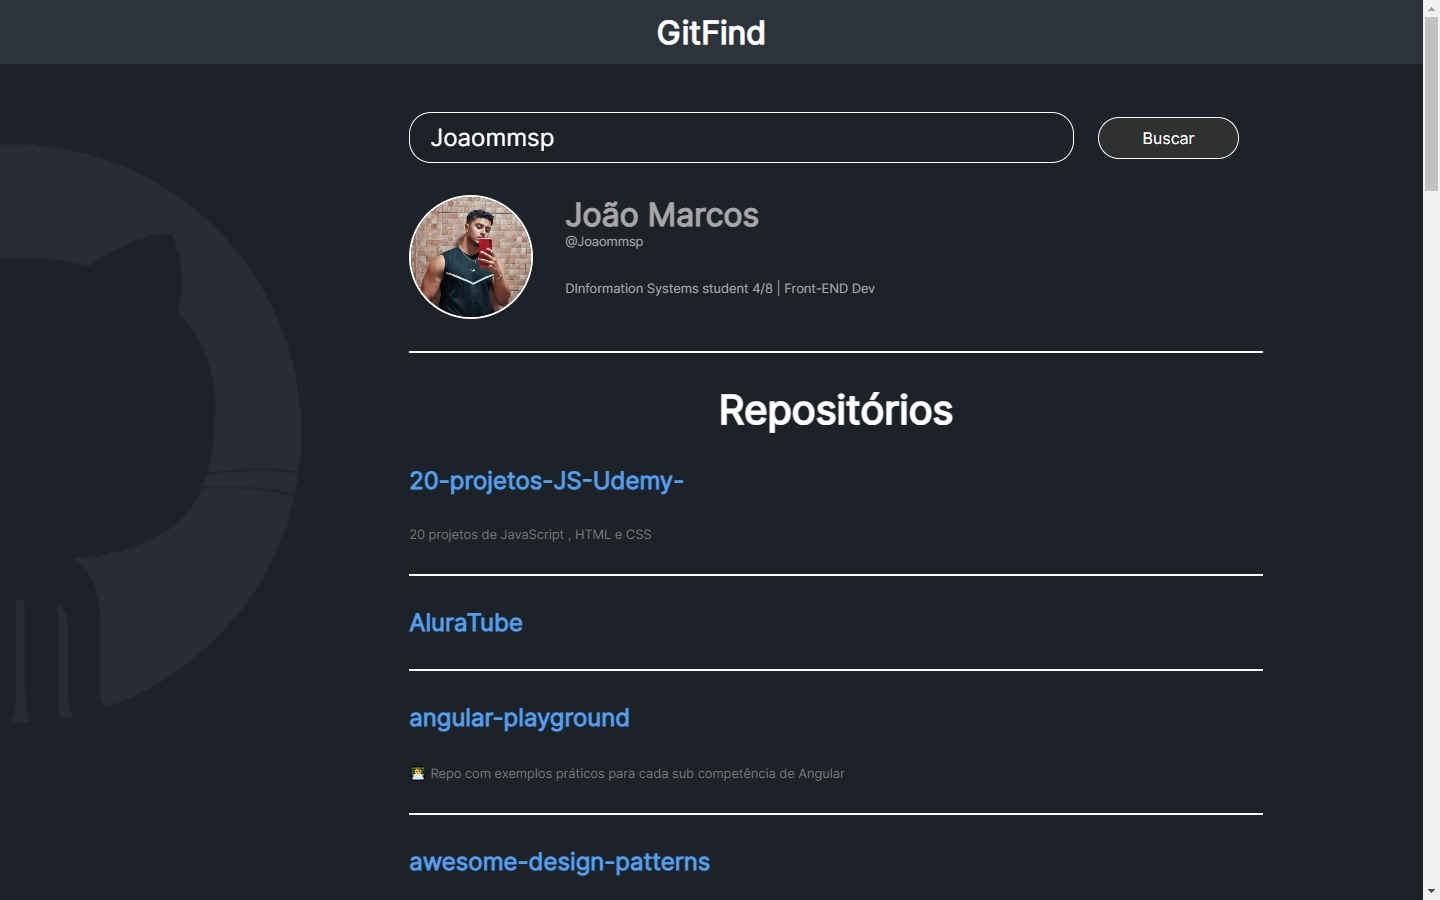 GitFind
Joaommsp
Buscar
João Marcos
@Joaommsp
DInformation Systems student 4/8 | Front-END Dev
Repositórios
20-projetos-JS-Udemy-
20 projetos de JavaScript , HTML e CSS
AluraTube
angular-playground
👨‍💻 Repo com exemplos práticos para cada sub competência de Angular
awesome-design-patterns